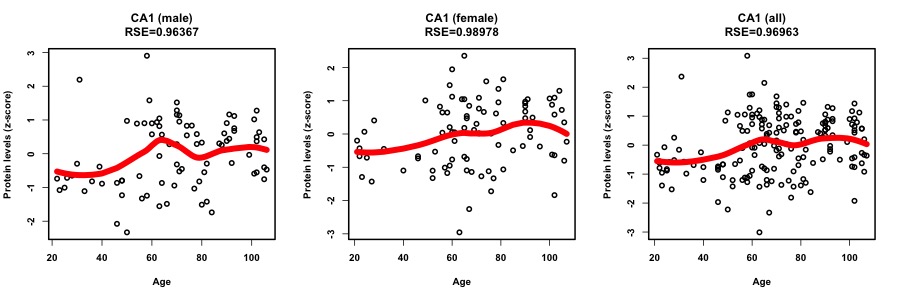 CA1 (male)
RSE=0.96367
3
2
1
0
-1
-2
Protein levels (z-score)
20
40
60
80
100
Age
CA1 (female)
RSE=0.98978
2
1
0
-1
-2
-3
Protein levels (z-score)
20
40
60
80
100
Age
CA1 (all)
RSE=0.96963
3
2
1
0
-1
-2
-3
Protein levels (z-score)
20
40
60
80
100
Age